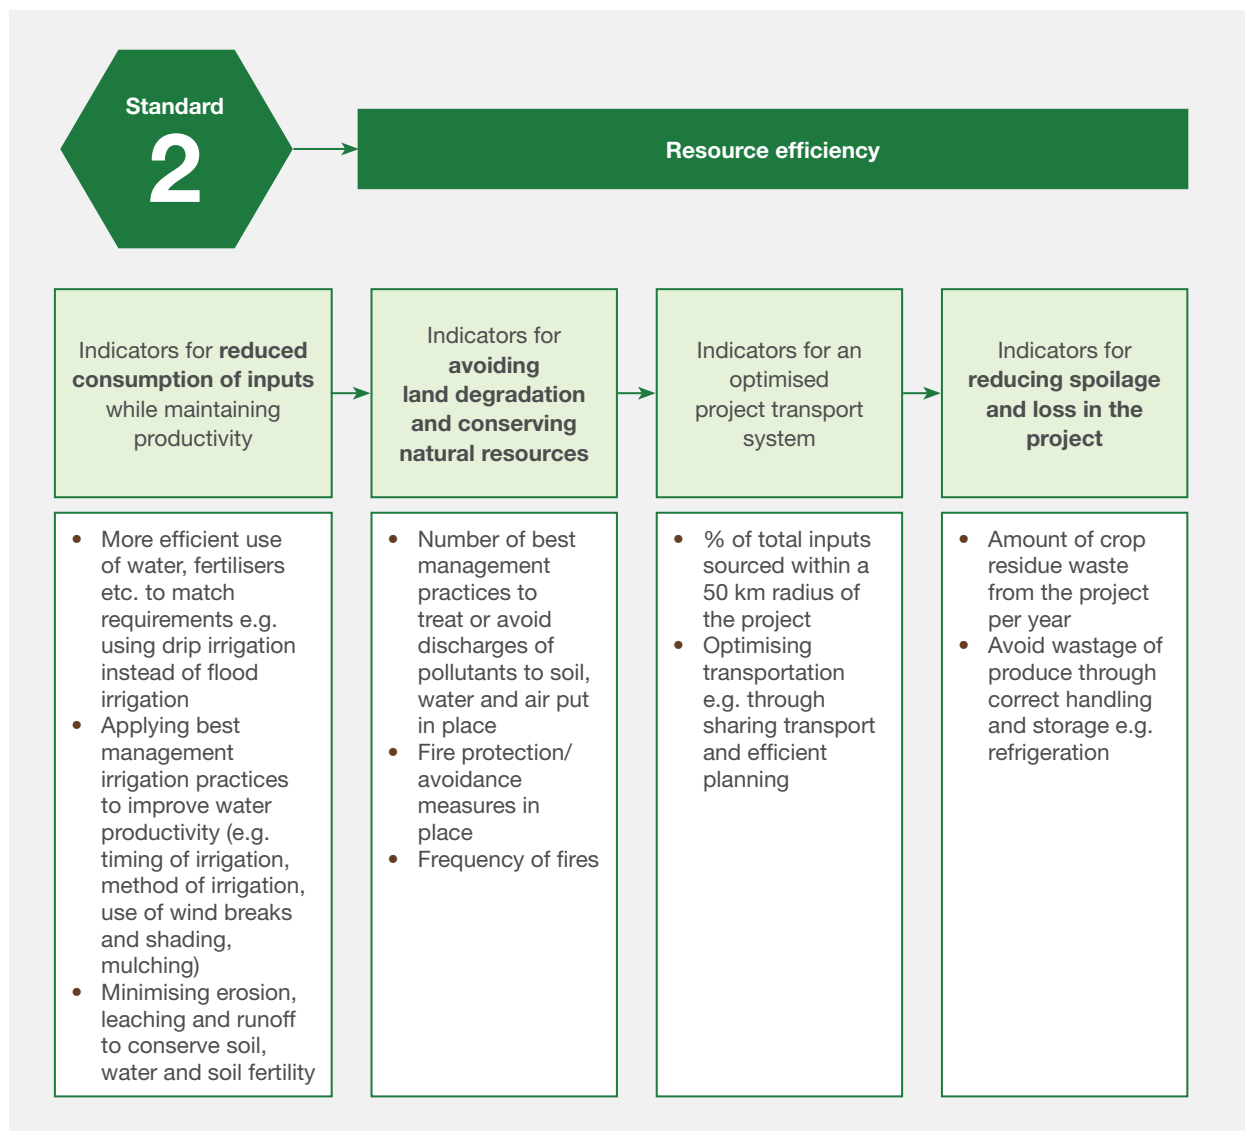 Standard
2
Resource efficiency
Indicators for reduced
consumption of inputs
while maintaining
productivity
Indicators for
avoiding
land degradation
and conserving
natural resources
Indicators for an
optimised
project transport
system
Indicators for
reducing spoilage
and loss in the
project
• More efficient use
of water, fertilisers
etc. to match
requirements e.g.
using drip irrigation
instead of flood
irrigation
• Applying best
management
irrigation practices
to improve water
productivity (e.g.
timing of irrigation,
method of irrigation,
use of wind breaks
and shading,
mulching)
• Minimising erosion,
leaching and runoff
to conserve soil,
water and soil fertility
• Number of best
management
practices to
treat or avoid
discharges of
pollutants to soil,
water and air put
in place
• Fire protection/
avoidance
measures in
place
• Frequency of fires
• % of total inputs
sourced within a
50 km radius of
the project
• Optimising
transportation
e.g. through
sharing transport
and efficient
planning
• Amount of crop
residue waste
from the project
per year
• Avoid wastage of
produce through
correct handling
and storage e.g.
refrigeration